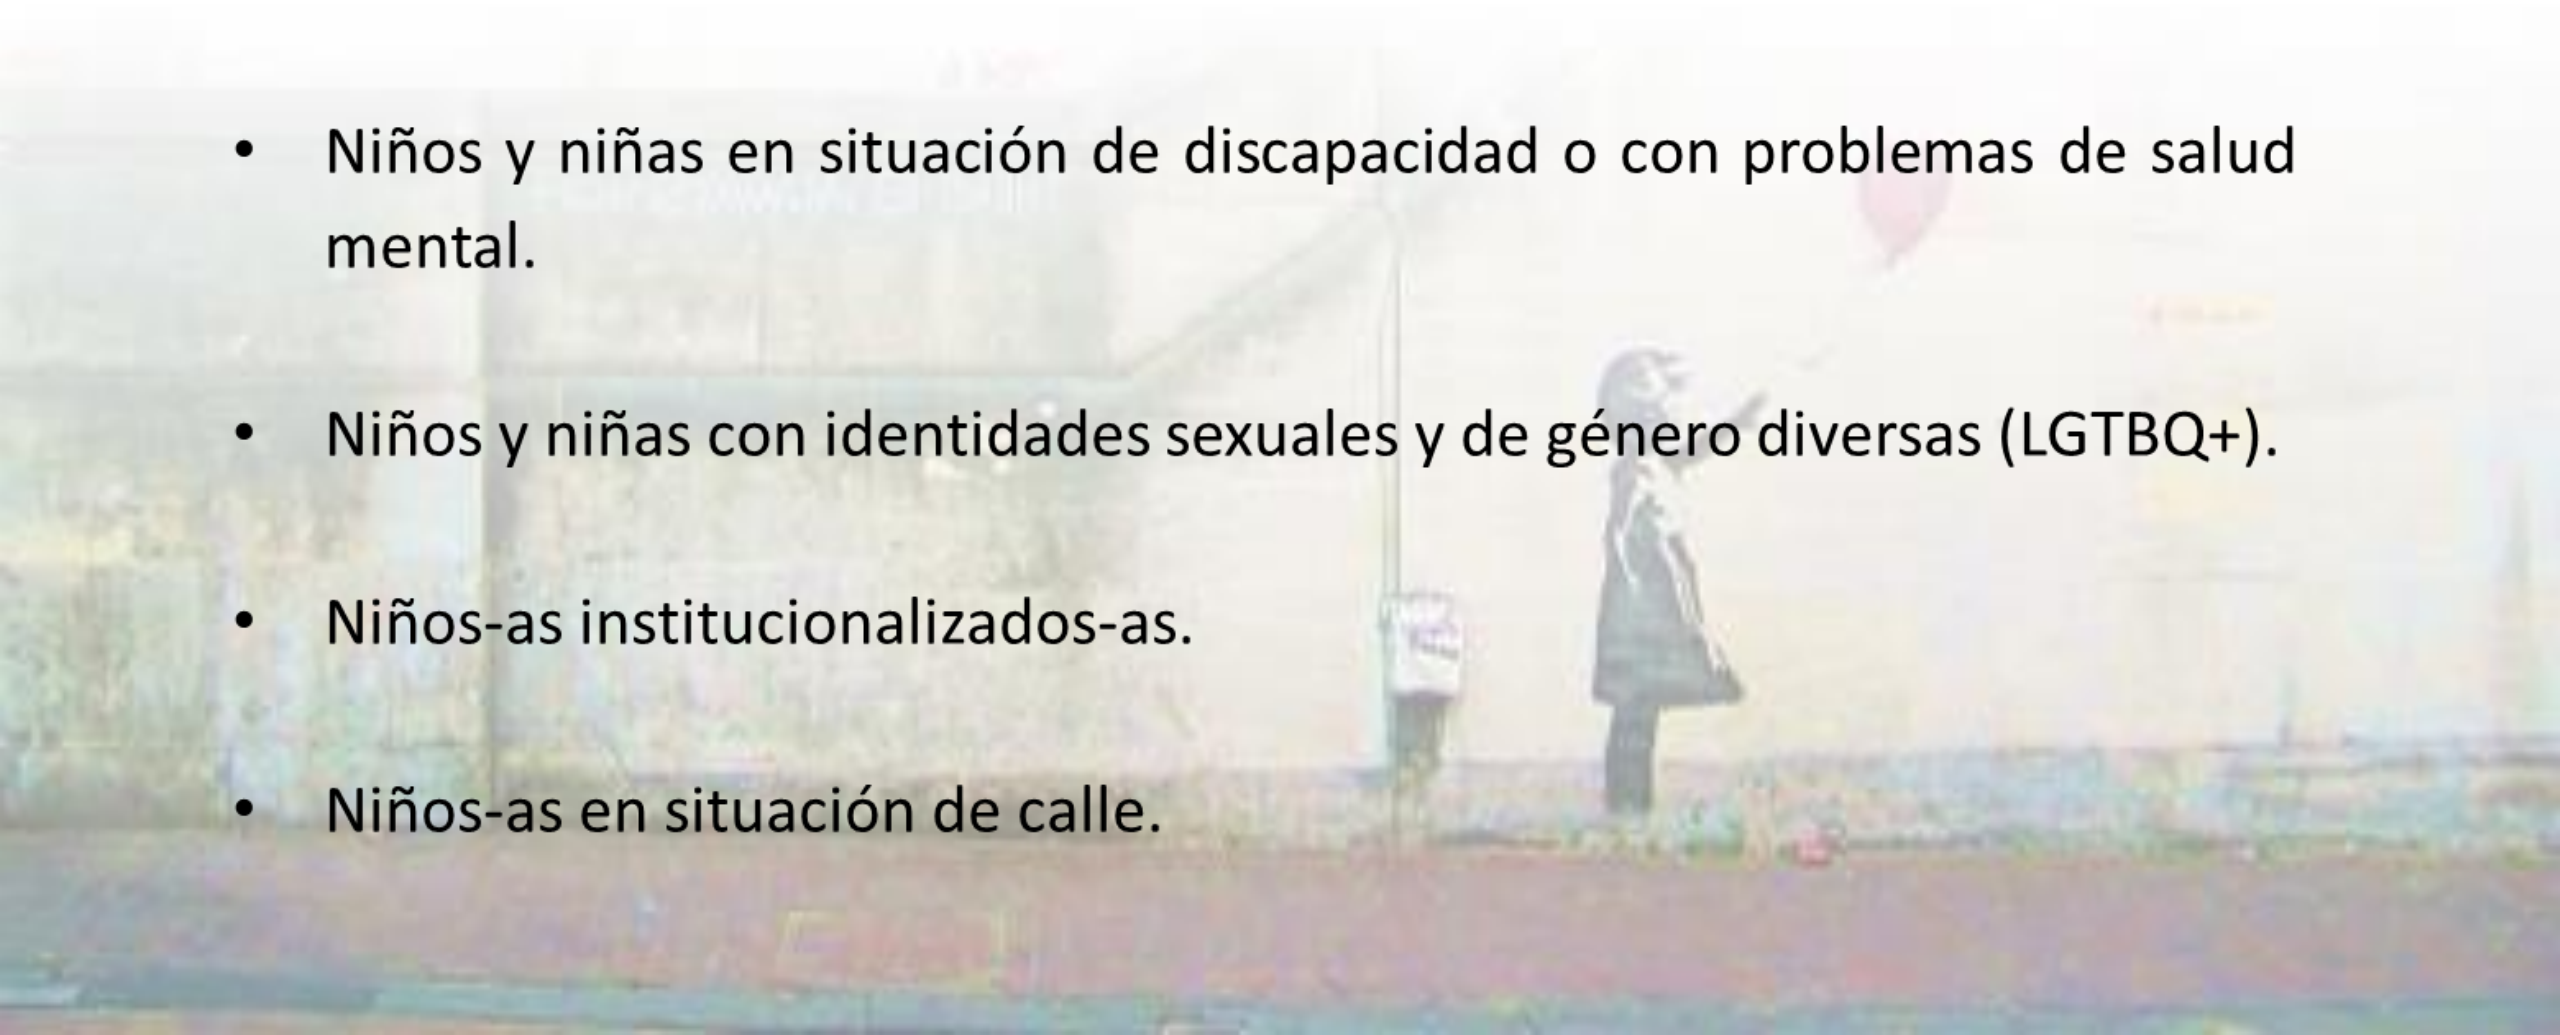 • Niños y niñas en situación de discapacidad o con problemas de salud
mental.
• Niños y niñas con identidades sexuales y de género diversas (LGTBQ+).
• Niños-as institucionalizados-as.
• Niños-as en situación de calle.